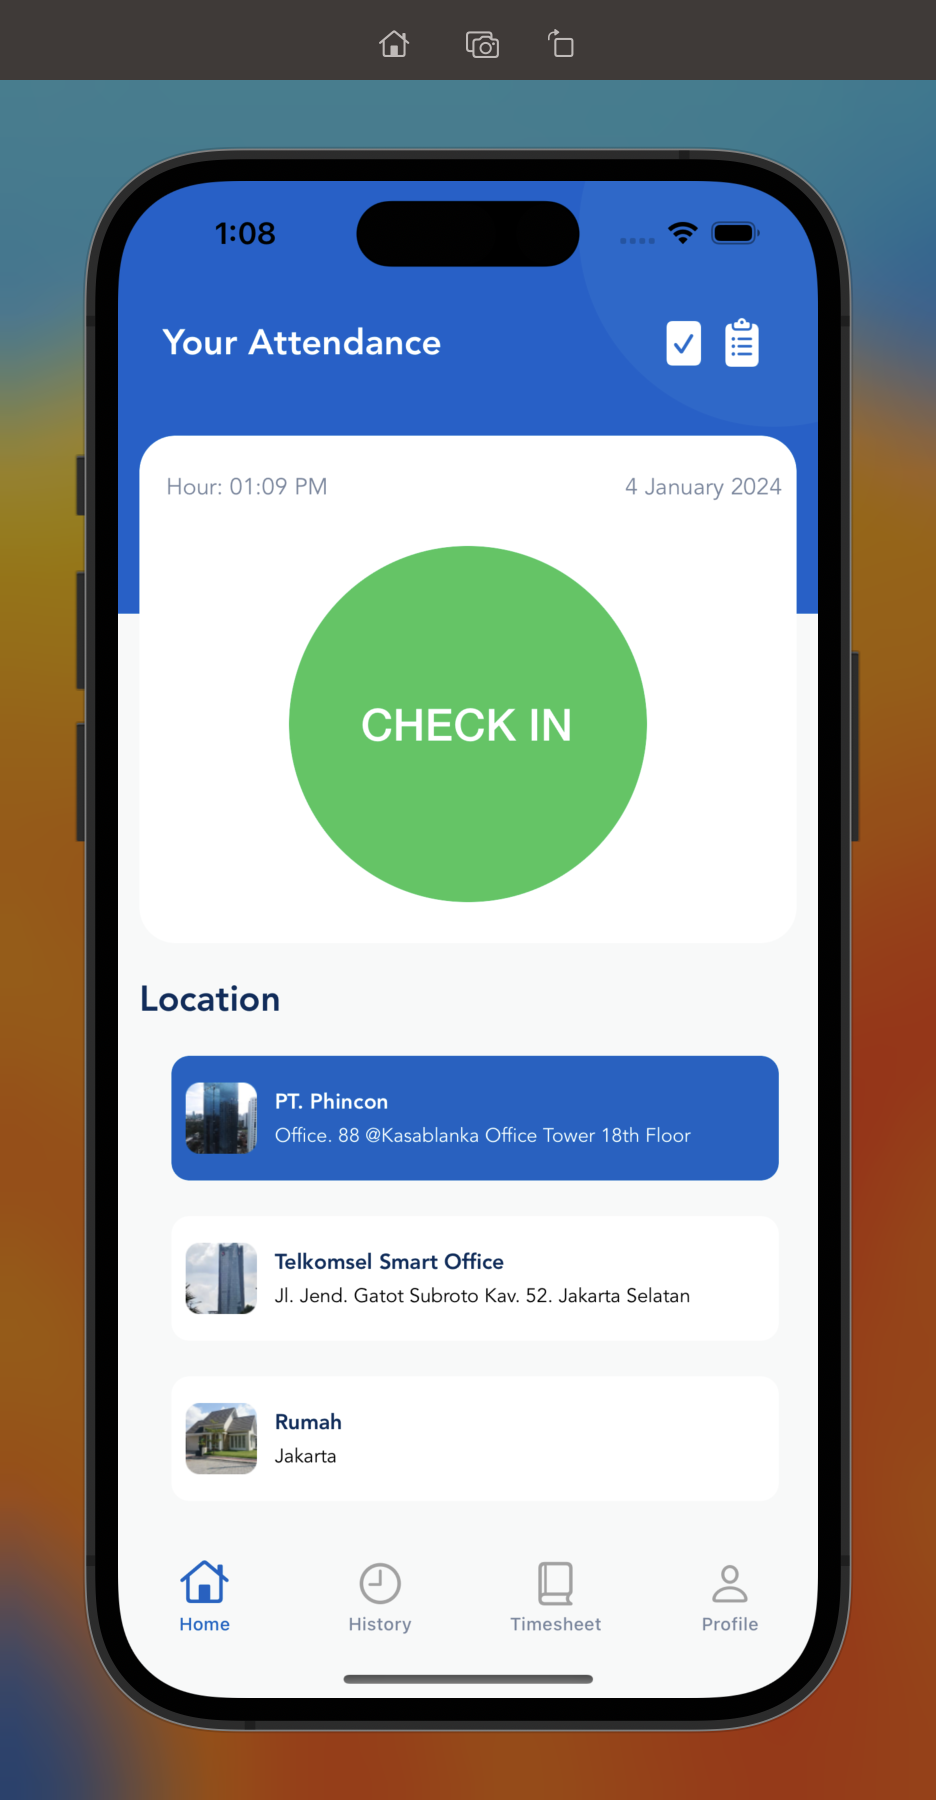 1:08
Your Attendance
Hour: 01:09 PM
4 January 2024
CHECK IN
Location
PT. Phincon
Office. 88 @Kasablanka Office Tower 18th Floor
Telkomsel Smart Office
Jl. Jend. Gatot Subroto Kav. 52. Jakarta Selatan
Rumah
Jakarta
Home
History
Timesheet
Profile